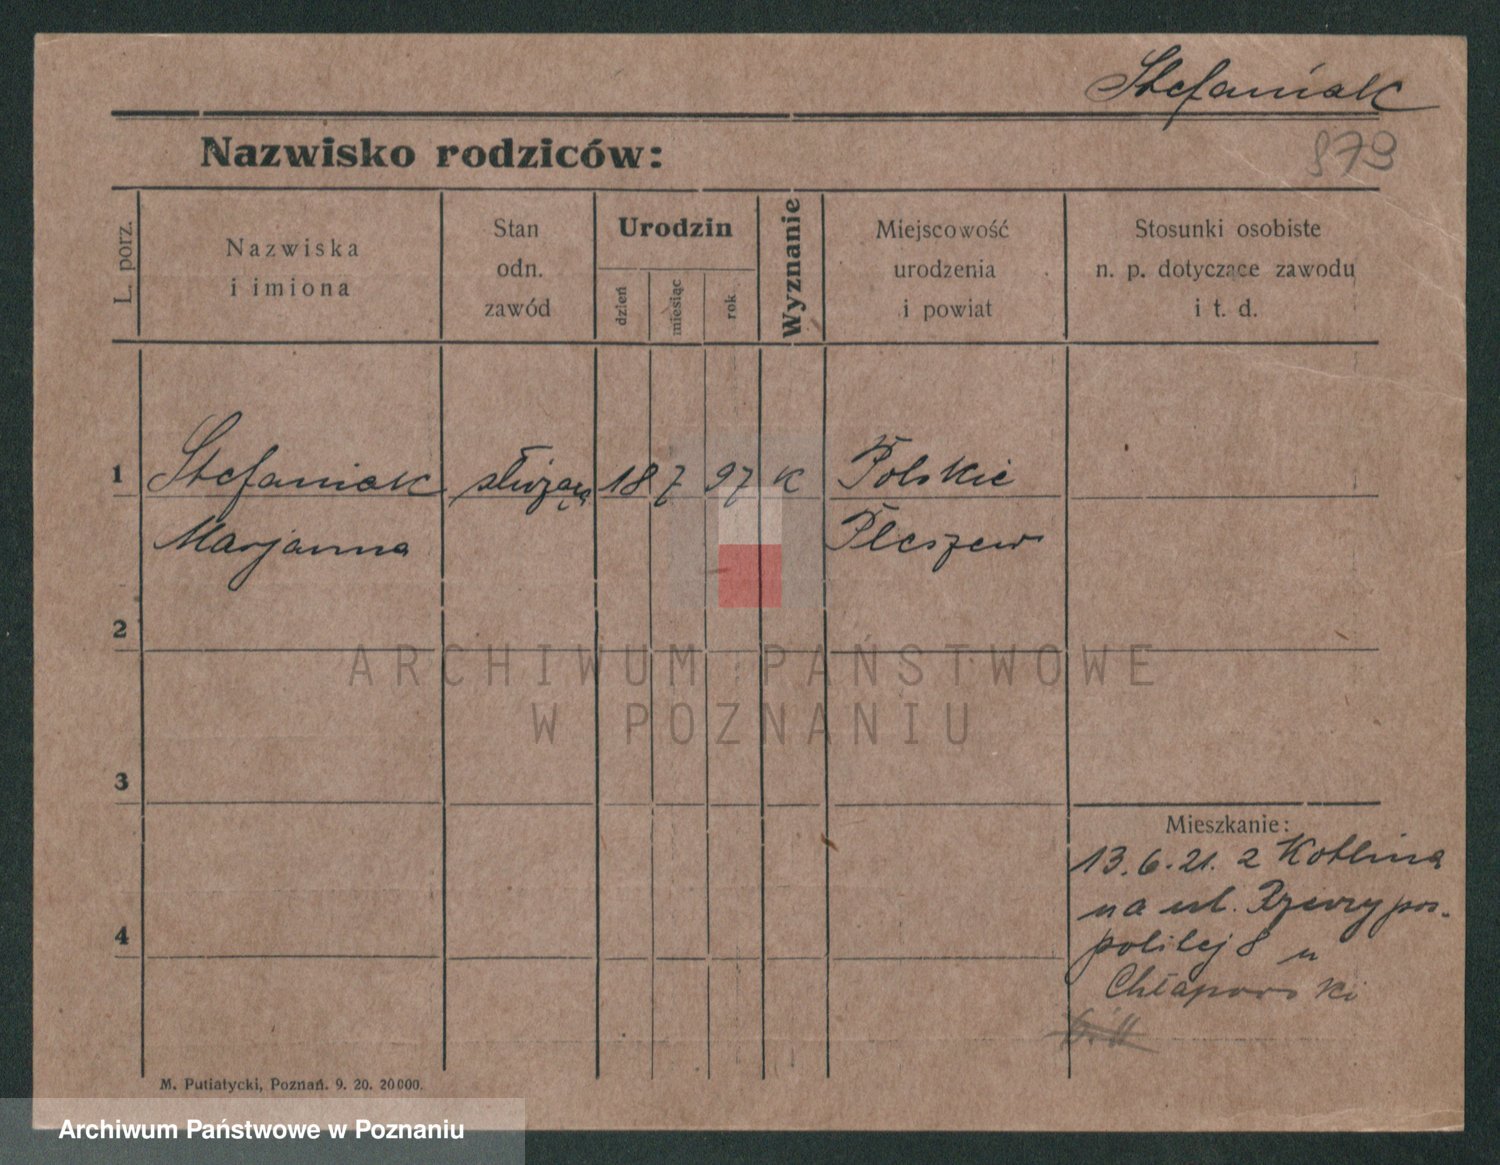 Stefaniak
879
Nazwisko rodziców:
L. porz.
Nazwiska
i imiona
Stan
odn.
zawód
Urodzin
dzień
miesiąc
rok
Wyznanie
Miejscowość
urodzenia
i powiat
Stosunki osobiste
n. p. dotyczące zawodu
i t. d.
1 Stefaniak służąca 18 7 97 K Polskie
Marjanna Pleszew
2
ARCHIWUM PAŃSTWOWE
W POZNANIU
3
Mieszkanie:
13.6.21. z Kotlina
na ul. Rzeczypos-
4
politej 8 u
Chłapowski
M. Putiatycki, Poznań. 9. 20. 20000.
Archiwum Państwowe w Poznaniu